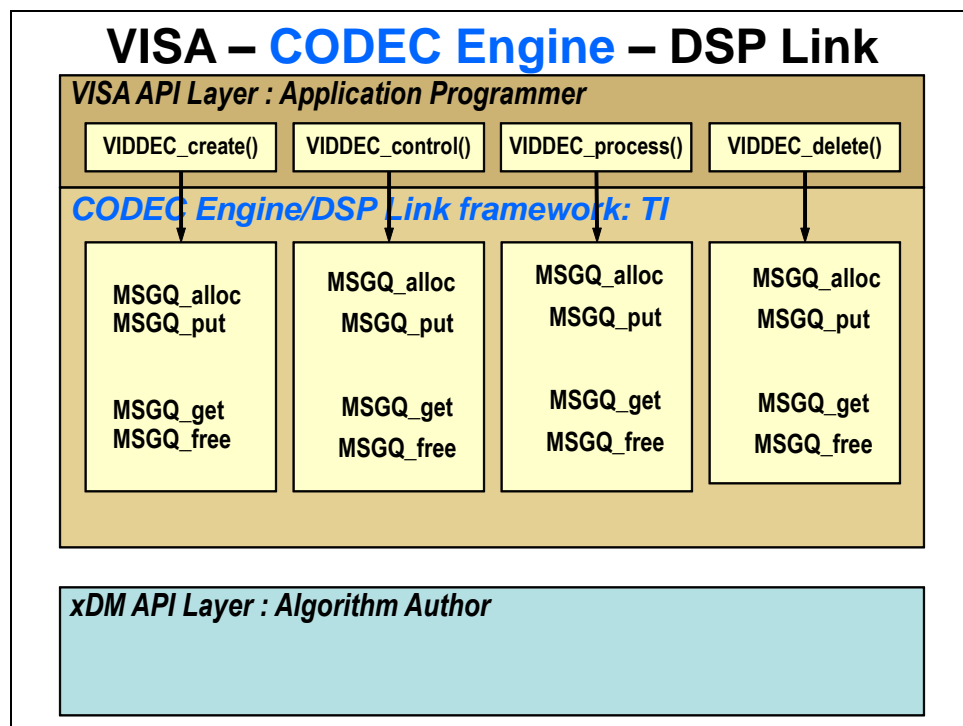 VISA – CODEC Engine – DSP Link
VISA API Layer : Application Programmer
VIDDEC_create()
VIDDEC_control()
VIDDEC_process()
VIDDEC_delete()
CODEC Engine/DSP Link framework: TI
MSGQ_alloc
MSGQ_put
MSGQ_get
MSGQ_free
MSGQ_alloc
MSGQ_put
MSGQ_get
MSGQ_free
MSGQ_alloc
MSGQ_put
MSGQ_get
MSGQ_free
MSGQ_alloc
MSGQ_put
MSGQ_get
MSGQ_free
xDM API Layer : Algorithm Author